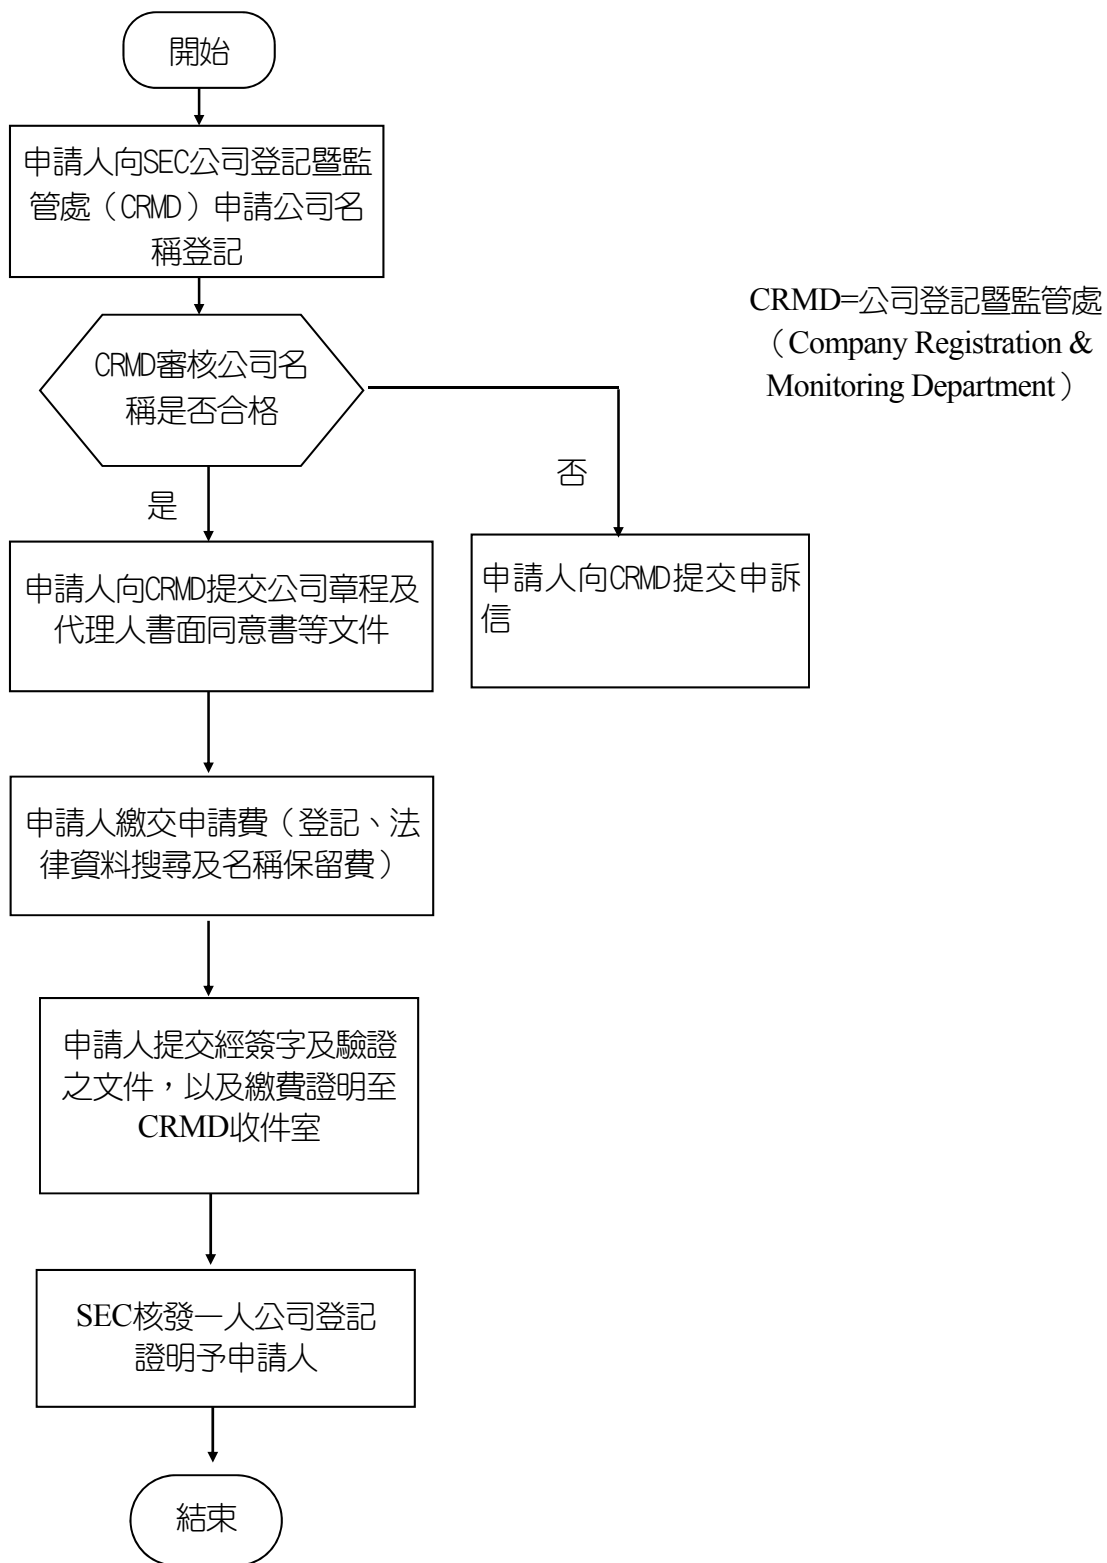 開始
申請人向SEC公司登記暨監
管處（CRMD）申請公司名
稱登記
CRMD=公司登記暨監管處
（Company Registration &
Monitoring Department）
CRMD審核公司名
稱是否合格
否
是
申請人向CRMD提交公司章程及
代理人書面同意書等文件
申請人向CRMD提交申訴
信
申請人繳交申請費（登記、法
律資料搜尋及名稱保留費）
申請人提交經簽字及驗證
之文件，以及繳費證明至
CRMD收件室
SEC核發一人公司登記
證明予申請人
結束